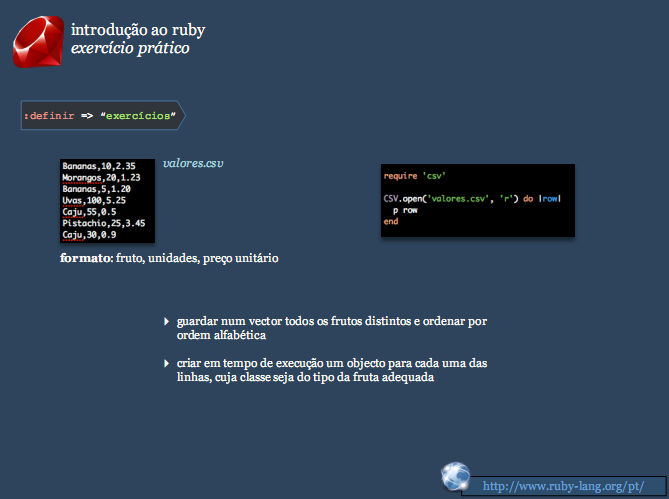 introdução ao ruby
exercício prático
:definir => “exercícios”
valores.csv
Bananas,10,2.35
Morangos,20,1.23
Bananas,5,1.20
Uvas,100,5.25
Caju,55,0.5
Pistachio,25,3.45
Caju,30,0.9
require 'csv'
CSV.open('valores.csv', 'r') do |row|
p row
end
formato: fruto, unidades, preço unitário
guardar num vector todos os frutos distintos e ordenar por
ordem alfabética
criar em tempo de execução um objecto para cada uma das
linhas, cuja classe seja do tipo da fruta adequada
http://www.ruby-lang.org/pt/